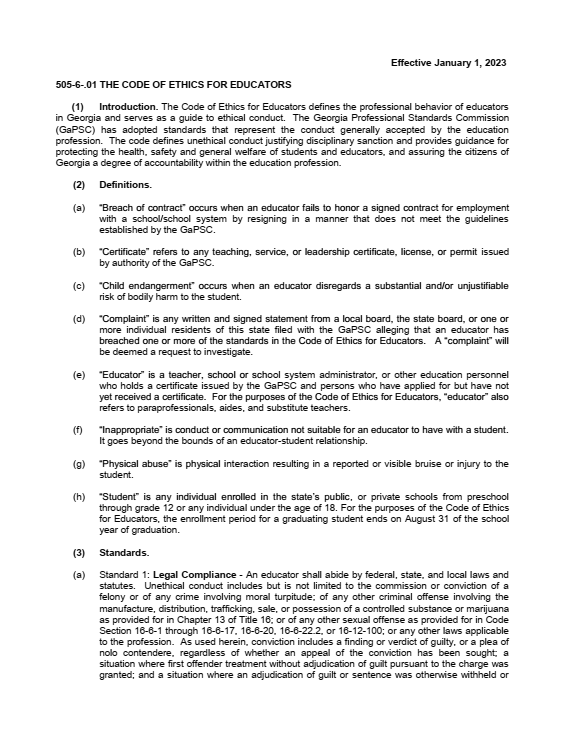 Effective January 1, 2023
505-6-.01 THE CODE OF ETHICS FOR EDUCATORS
(1) Introduction. The Code of Ethics for Educators defines the professional behavior of educators
in Georgia and serves as a guide to ethical conduct. The Georgia Professional Standards Commission
(GaPSC) has adopted standards that represent the conduct generally accepted by the education
profession. The code defines unethical conduct justifying disciplinary sanction and provides guidance for
protecting the health, safety and general welfare of students and educators, and assuring the citizens of
Georgia a degree of accountability within the education profession.
(2) Definitions.
(a) “Breach of contract” occurs when an educator fails to honor a signed contract for employment
with a school/school system by resigning in a manner that does not meet the guidelines
established by the GaPSC.
(b) “Certificate” refers to any teaching, service, or leadership certificate, license, or permit issued
by authority of the GaPSC.
(c) “Child endangerment” occurs when an educator disregards a substantial and/or unjustifiable
risk of bodily harm to the student.
(d) “Complaint” is any written and signed statement from a local board, the state board, or one or
more individual residents of this state filed with the GaPSC alleging that an educator has
breached one or more of the standards in the Code of Ethics for Educators. A “complaint” will
be deemed a request to investigate.
(e) “Educator” is a teacher, school or school system administrator, or other education personnel
who holds a certificate issued by the GaPSC and persons who have applied for but have not
yet received a certificate. For the purposes of the Code of Ethics for Educators, “educator” also
refers to paraprofessionals, aides, and substitute teachers.
(f) “Inappropriate” is conduct or communication not suitable for an educator to have with a student.
It goes beyond the bounds of an educator-student relationship.
(g) “Physical abuse” is physical interaction resulting in a reported or visible bruise or injury to the
student.
(h) “Student” is any individual enrolled in the state’s public, or private schools from preschool
through grade 12 or any individual under the age of 18. For the purposes of the Code of Ethics
for Educators, the enrollment period for a graduating student ends on August 31 of the school
year of graduation.
(3) Standards.
(a) Standard 1: Legal Compliance - An educator shall abide by federal, state, and local laws and
statutes. Unethical conduct includes but is not limited to the commission or conviction of a
felony or of any crime involving moral turpitude; of any other criminal offense involving the
manufacture, distribution, trafficking, sale, or possession of a controlled substance or marijuana
as provided for in Chapter 13 of Title 16; or of any other sexual offense as provided for in Code
Section 16-6-1 through 16-6-17, 16-6-20, 16-6-22.2, or 16-12-100; or any other laws applicable
to the profession. As used herein, conviction includes a finding or verdict of guilty, or a plea of
nolo contendere, regardless of whether an appeal of the conviction has been sought; a
situation where first offender treatment without adjudication of guilt pursuant to the charge was
granted; and a situation where an adjudication of guilt or sentence was otherwise withheld or